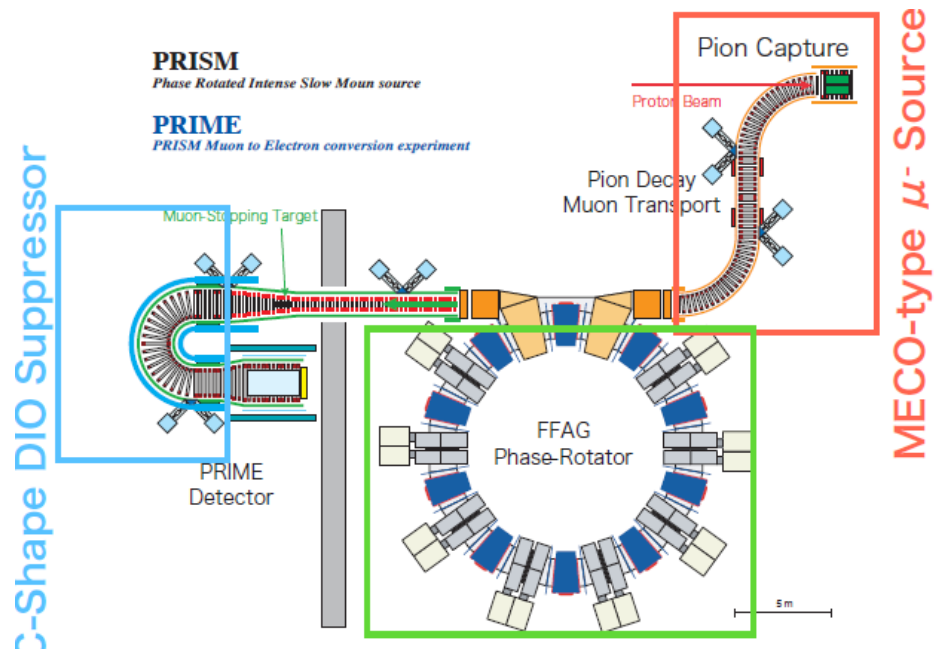 PRISM
Phase Rotated Intense Slow Moun source
PRIME
PRISM Muon to Electron conversion experiment
Pion Capture
Proton Beam
Pion Decay
Muon Transport
MECO-type μ- Source
Muon-Stopping Target
C-Shape DIO Suppressor
PRIME
Detector
FFAG
Phase-Rotator
5 m